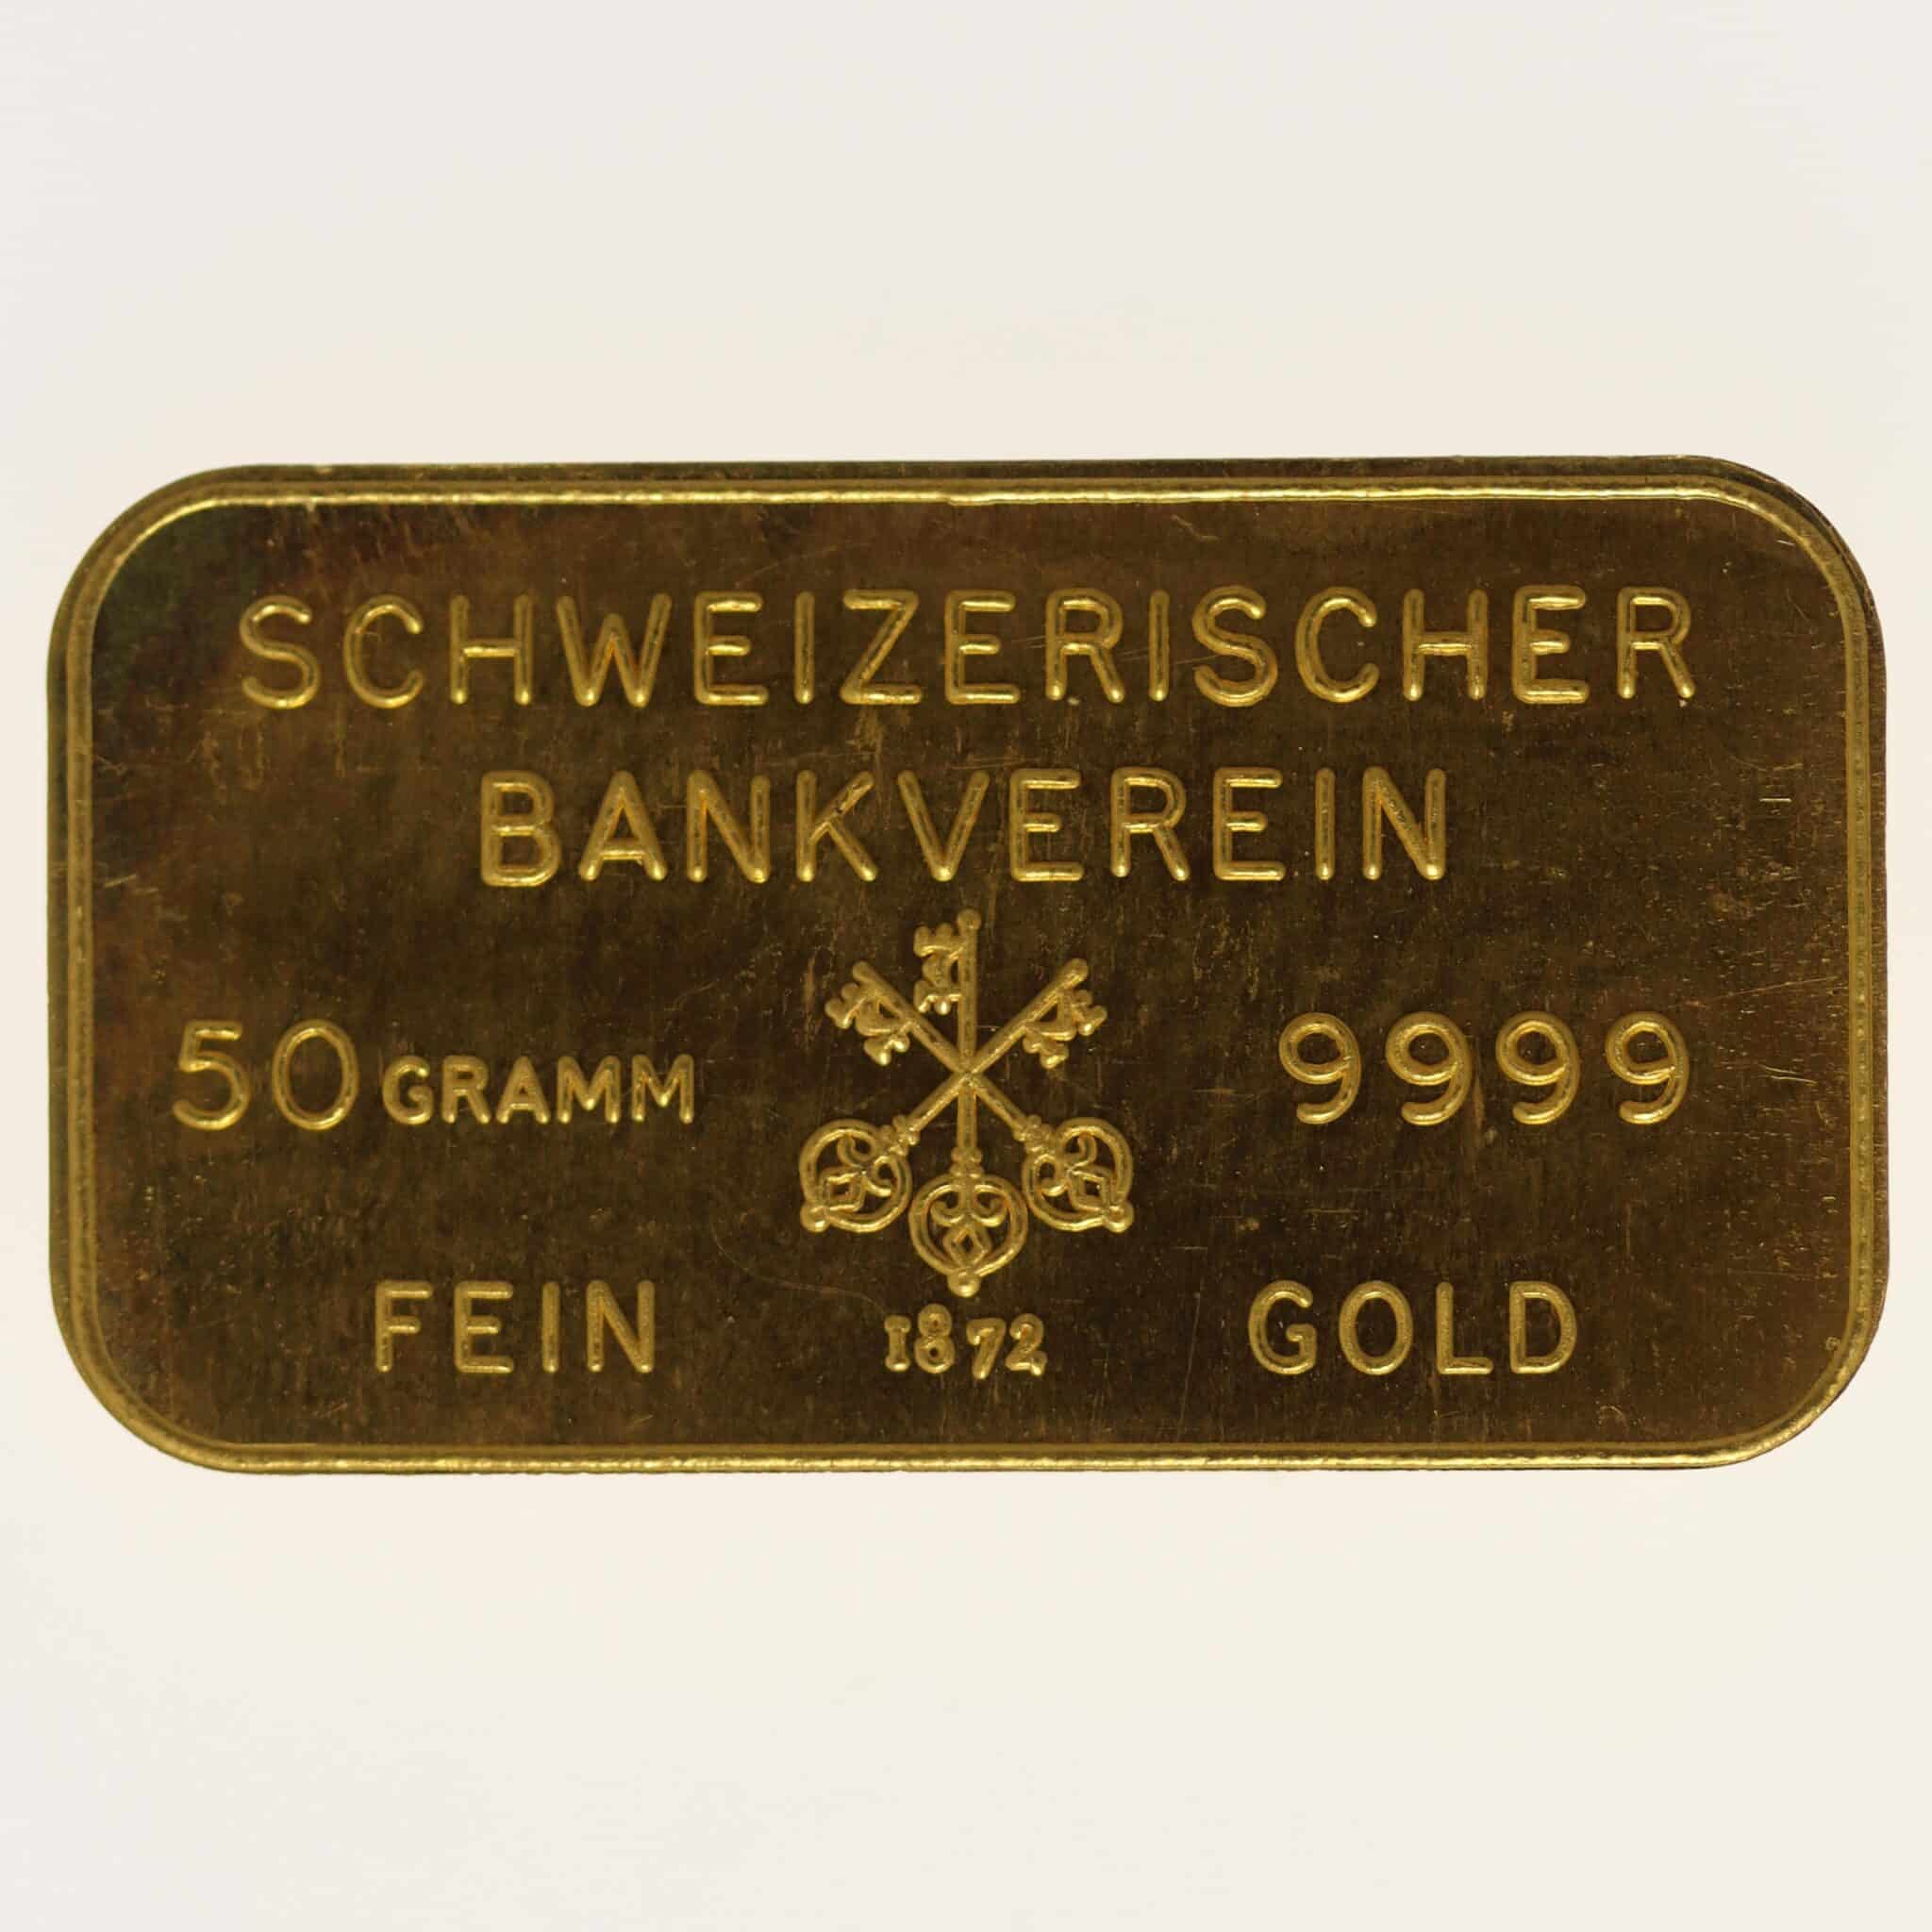 SCHWEIZERISCHER
BANKVEREIN
50 GRAMM
9999
FEIN
1872
GOLD